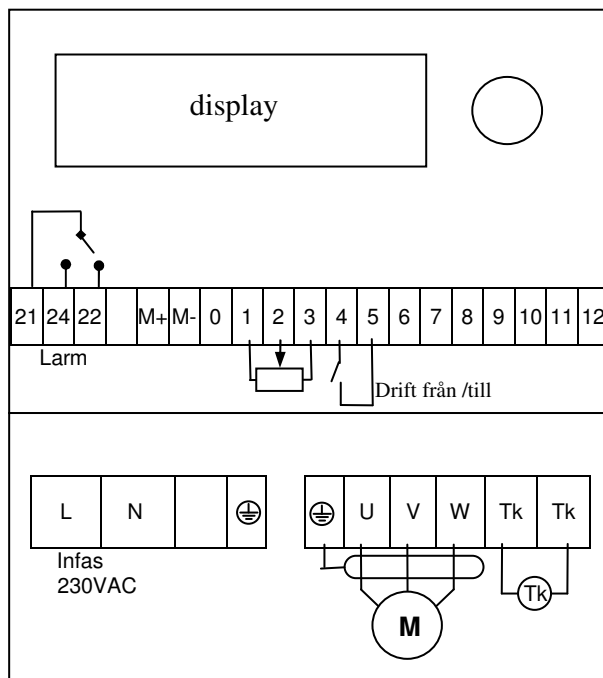 display
21 24 22 M+ M- 0 1 2 3 4 5 6 7 8 9 10 11 12
Larm
Drift från /till
L N U V W Tk Tk
Infas
230VAC
Tk
M